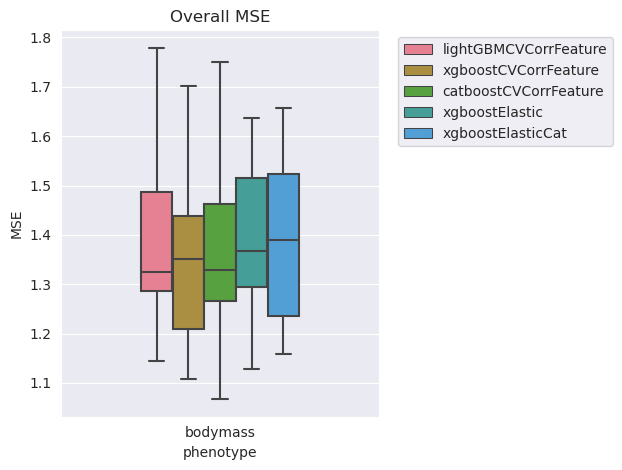 Overall MSE
MSE
1.8
1.7
1.6
1.5
1.4
1.3
1.2
1.1
bodymass
phenotype
lightGBMCVCorrFeature
xgboostCVCorrFeature
catboostCVCorrFeature
xgboostElastic
xgboostElasticCat